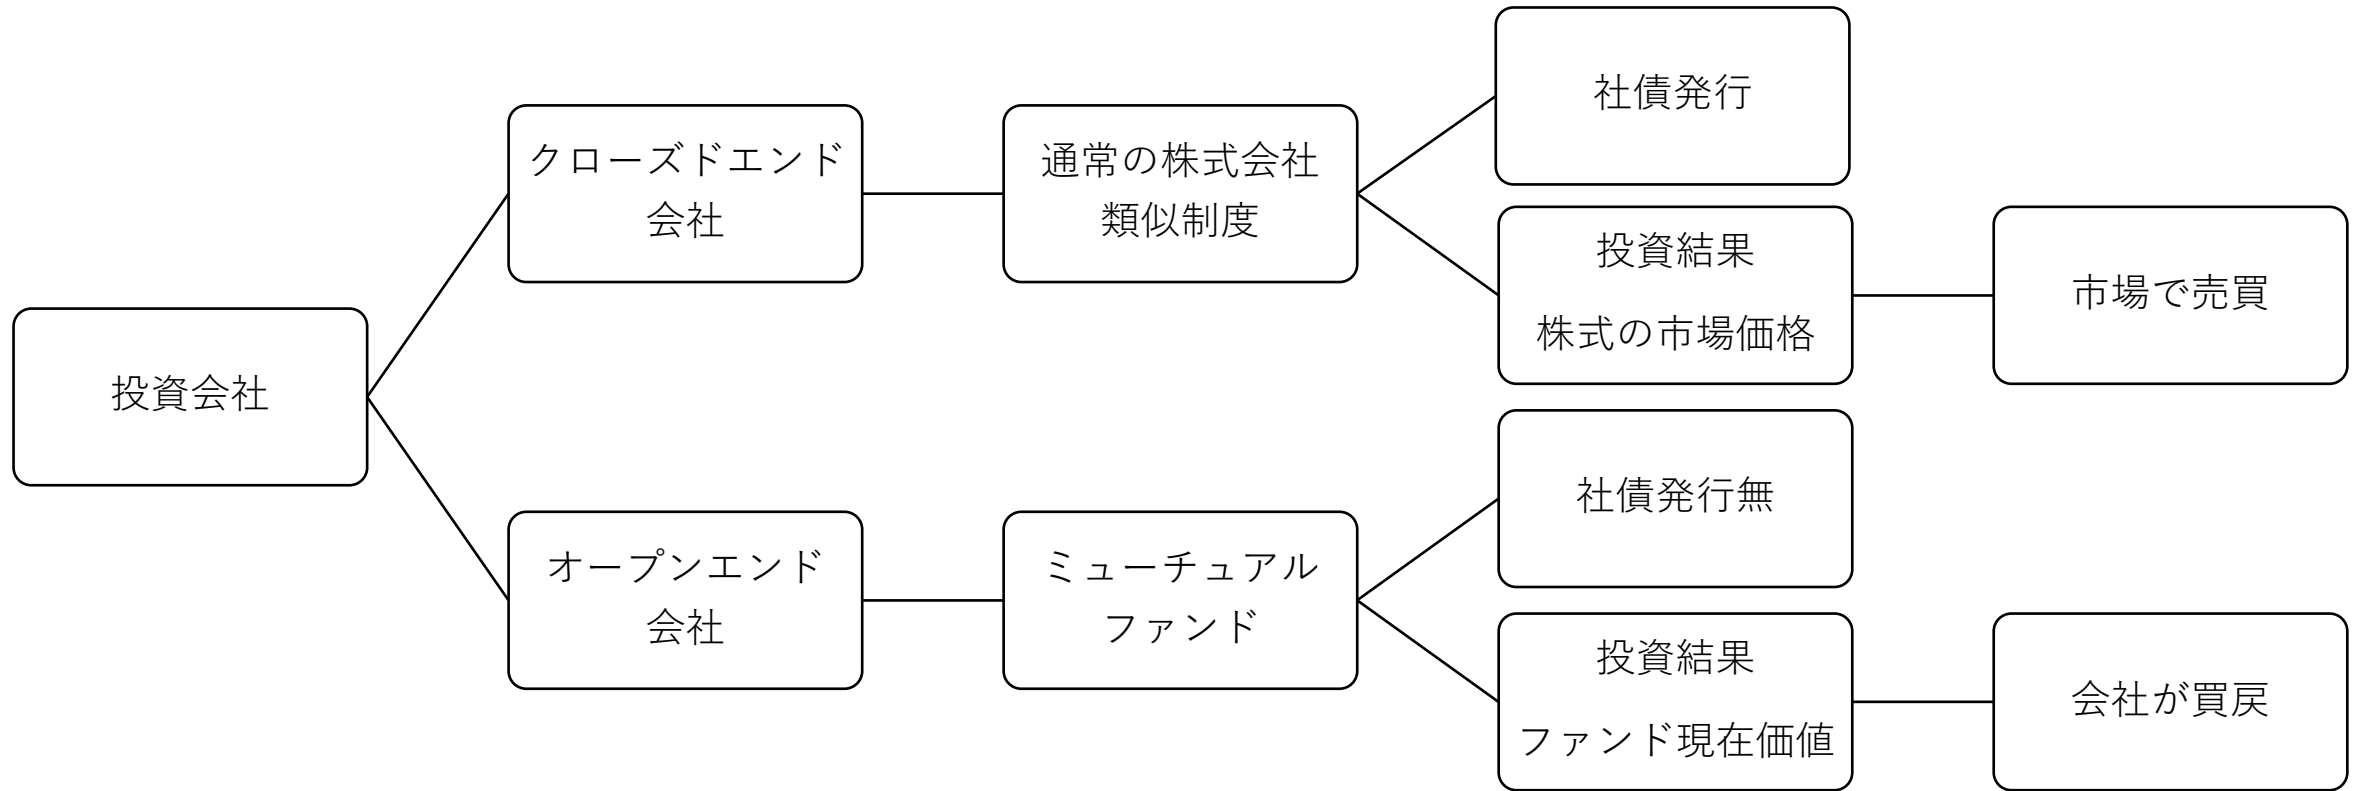 投資会社
クローズドエンド
会社
通常の株式会社
類似制度
社債発行
投資結果
株式の市場価格
市場で売買
オープンエンド
会社
ミューチュアル
ファンド
社債発行無
投資結果
ファンド現在価値
会社が買戻